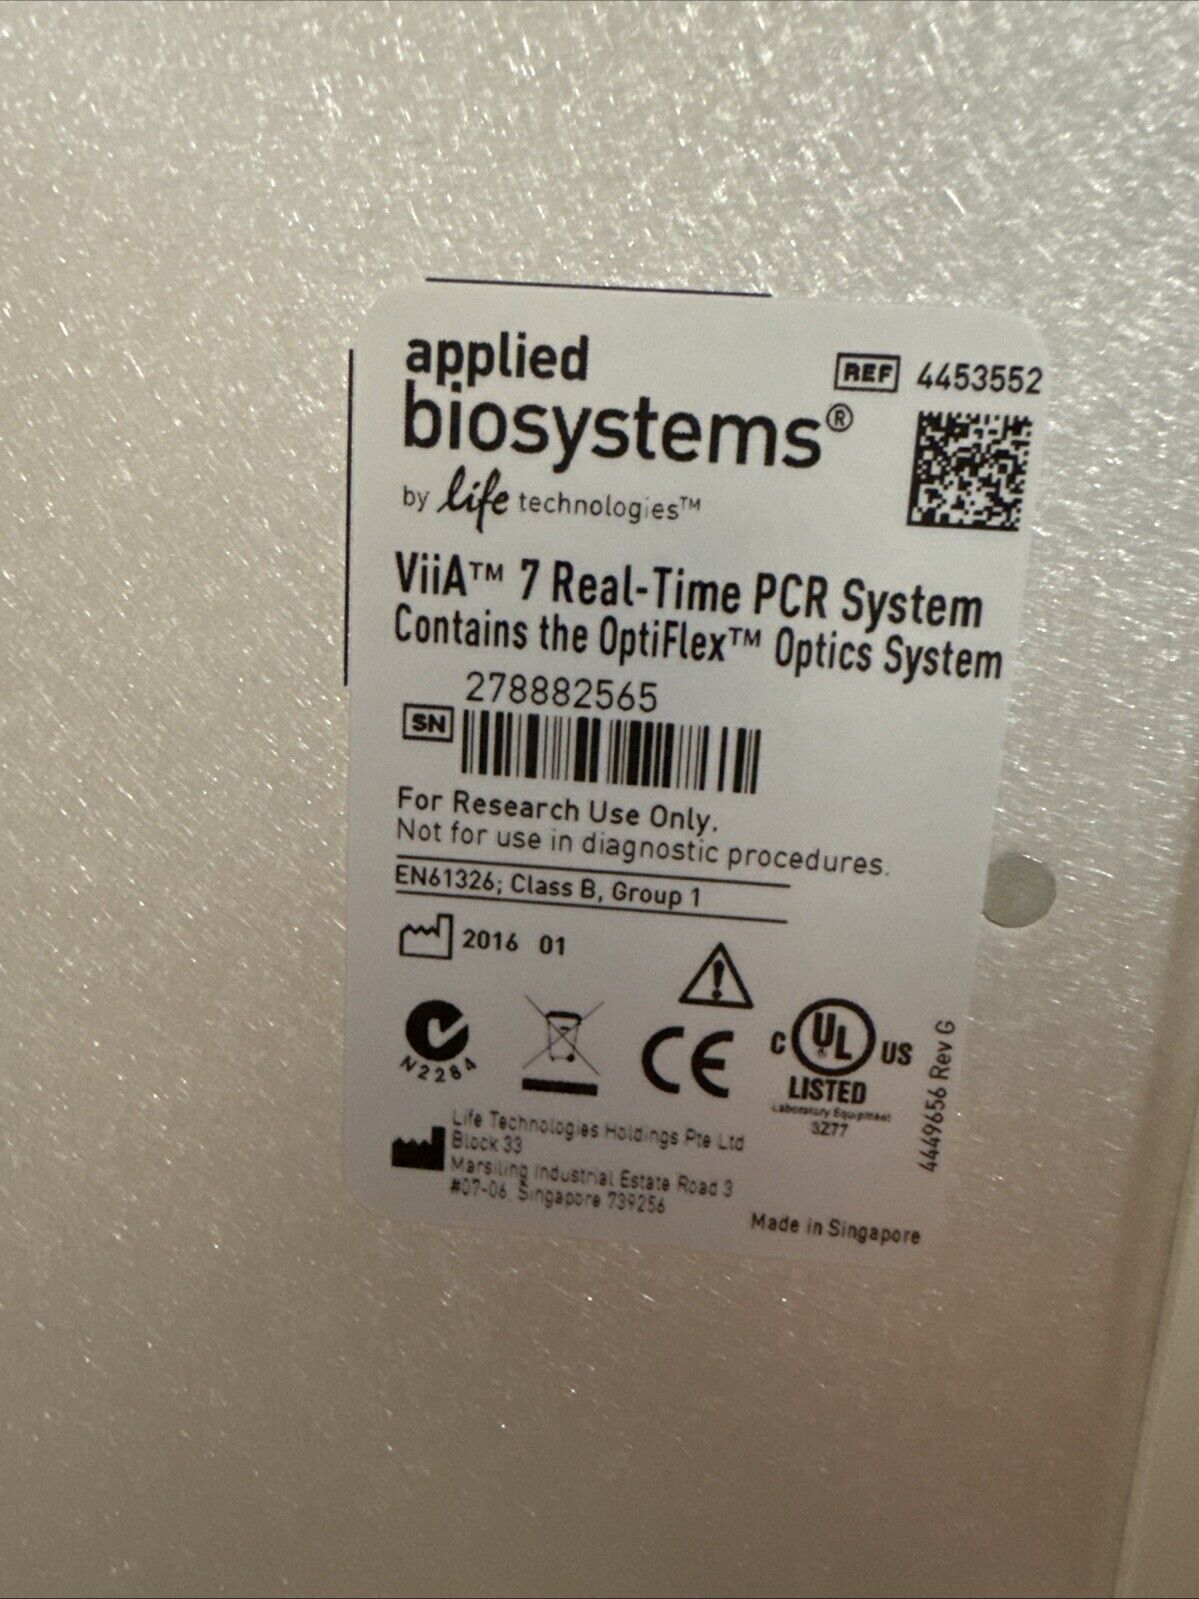 applied
biosystems®
by life technologies™
REF 4453552
ViiA™ 7 Real-Time PCR System
Contains the OptiFlex™ Optics System
278882565
SN
For Research Use Only.
Not for use in diagnostic procedures.
EN61326; Class B, Group 1
2016 01
N2284
CE
C UL US
LISTED
Laboratory Equipment
3Z77
4449656 Rev G
Life Technologies Holdings Pte Ltd
Block 33
Marsiling Industrial Estate Road 3
#07-06, Singapore 739256
Made in Singapore